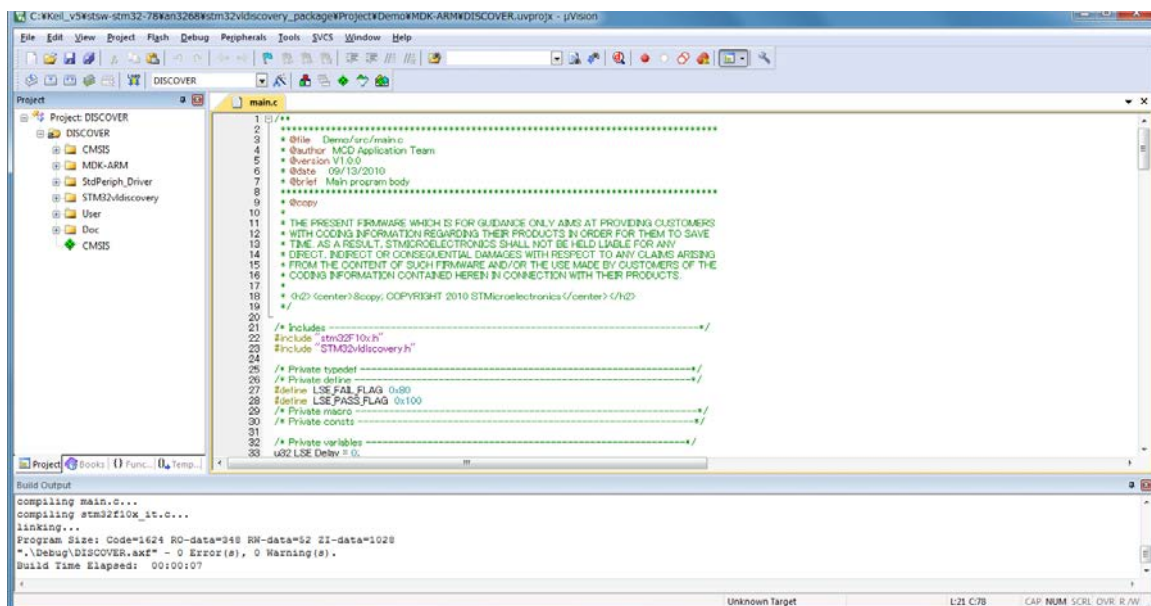 C:¥Keil_v5¥stsw-stm32-78¥an3268¥stm32vldiscovery_package¥Project¥Demo¥MDK-ARM¥DISCOVER.uvprojx - µVision
File Edit View Project Flash Debug Peripherals Tools SVCS Window Help
DISCOVER
Project
main.c
Project: DISCOVER
DISCOVER
CMSIS
MDK-ARM
StdPeriph_Driver
STM32vldiscovery
User
Doc
CMSIS
1 /**
2 ******************************************************************************
3 * @file Demo/src/main.c
4 * @author MCD Application Team
5 * @version V1.0.0
6 * @date 09/13/2010
7 * @brief Main program body
8 ******************************************************************************
9 * @copy
10 *
11 * THE PRESENT FIRMWARE WHICH IS FOR GUIDANCE ONLY AIMS AT PROVIDING CUSTOMERS
12 * WITH CODING INFORMATION REGARDING THEIR PRODUCTS IN ORDER FOR THEM TO SAVE
13 * TIME. AS A RESULT, STMICROELECTRONICS SHALL NOT BE HELD LIABLE FOR ANY
14 * DIRECT, INDIRECT OR CONSEQUENTIAL DAMAGES WITH RESPECT TO ANY CLAIMS ARISING
15 * FROM THE CONTENT OF SUCH FIRMWARE AND/OR THE USE MADE BY CUSTOMERS OF THE
16 * CODING INFORMATION CONTAINED HEREIN IN CONNECTION WITH THEIR PRODUCTS.
17 *
18 * <h2><center>&copy; COPYRIGHT 2010 STMicroelectronics</center></h2>
19 */
20
21 /* Includes ------------------------------------------------------------------*/
22 #include "stm32F10x.h"
23 #include "STM32vldiscovery.h"
24
25 /* Private typedef -----------------------------------------------------------*/
26 /* Private define ------------------------------------------------------------*/
27 #define LSE_FAIL_FLAG 0x80
28 #define LSE_PASS_FLAG 0x100
29 /* Private macro -------------------------------------------------------------*/
30 /* Private consts ------------------------------------------------------------*/
31
32 /* Private variables ---------------------------------------------------------*/
33 u32 LSE_Delay = 0;
Project Books {} Func... 0 Temp...
Build Output
compiling main.c...
compiling stm32f10x_it.c...
linking...
Program Size: Code=1624 RO-data=348 RW-data=52 ZI-data=1028
".\Debug\DISCOVER.axf" - 0 Error(s), 0 Warning(s).
Build Time Elapsed: 00:00:07
Unknown Target L:21 C:78 CAP NUM SCRL OVR R/W